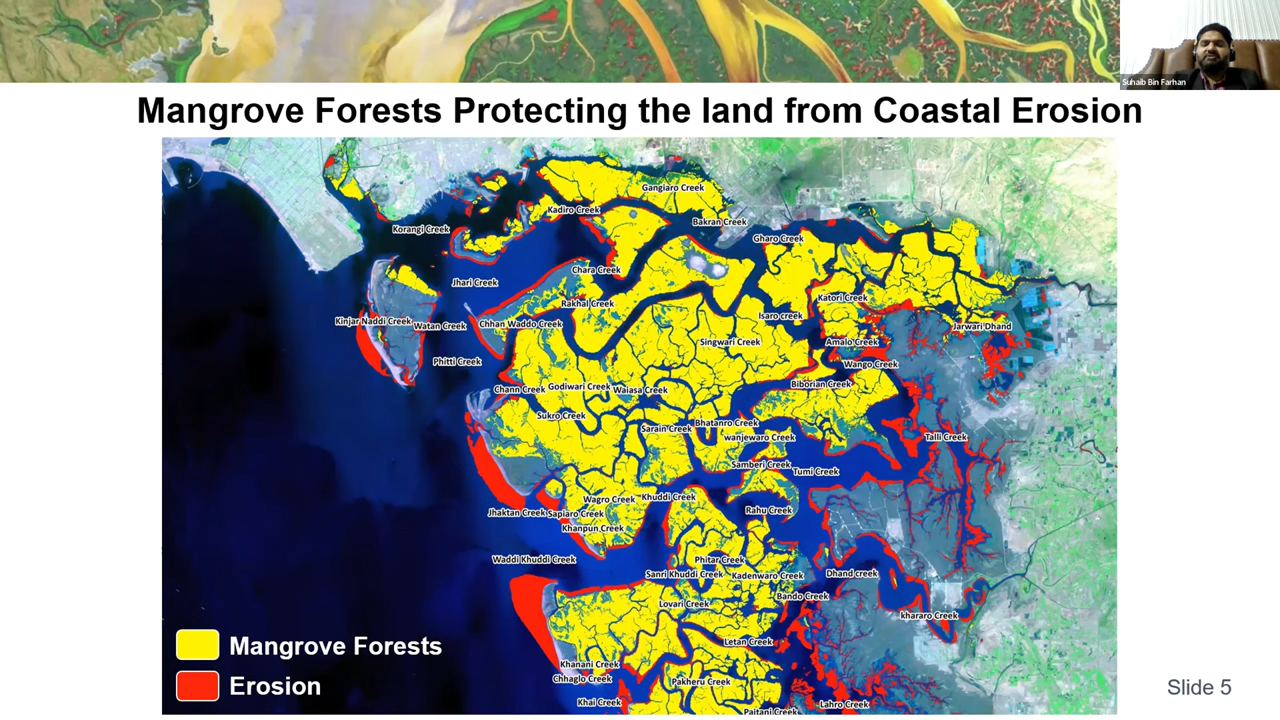 Suhaib Bin Farhan
Mangrove Forests Protecting the land from Coastal Erosion
Gangiaro Creek
Kadiro Creek
Bakran Creek
Korangi Creek
Gharo Creek
Chara Creek
Jhari Creek
Katori Creek
Rakhal Creek
Isaro creek
Kinjar Naddi Creek
Watan Creek
Chhan Waddo Creek
Jarwari Dhand
Singwari Creek
Amalo Creek
Phitti Creek
Wango Creek
Biborian Creek
Chann Creek
Godiwari Creek
Waiasa Creek
Sukro Creek
Bhatanro Creek
Sarain Creek
wanjewaro Creek
Talli Creek
Samberi Creek
Tumi Creek
Wagro Creek
Khuddi Creek
Rahu Creek
Jhaktan Creek
Sapiaro Creek
Khanpun Creek
Waddi Khuddi Creek
Phitar Creek
Sanri Khuddi Creek
Kadenwaro Creek
Dhand creek
Bando Creek
Lovari Creek
khararo Creek
Letan Creek
Mangrove Forests
Khanani Creek
Chhaglo Creek
Pakheru Creek
Erosion
Slide 5
Khai Creek
Lahro Creek
Paitani Creek